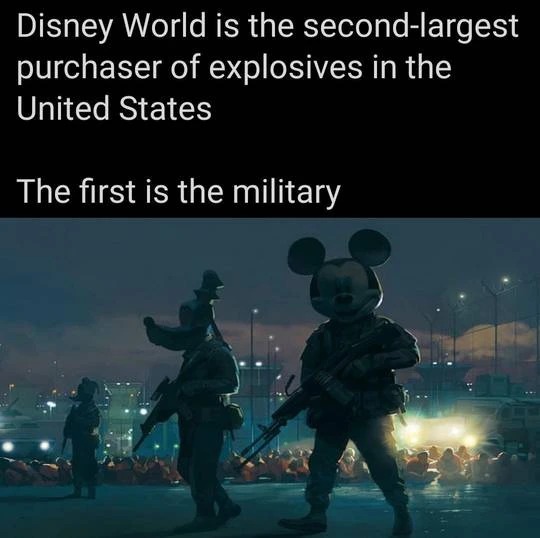 Disney World is the second-largest
purchaser of explosives in the
United States
The first is the military